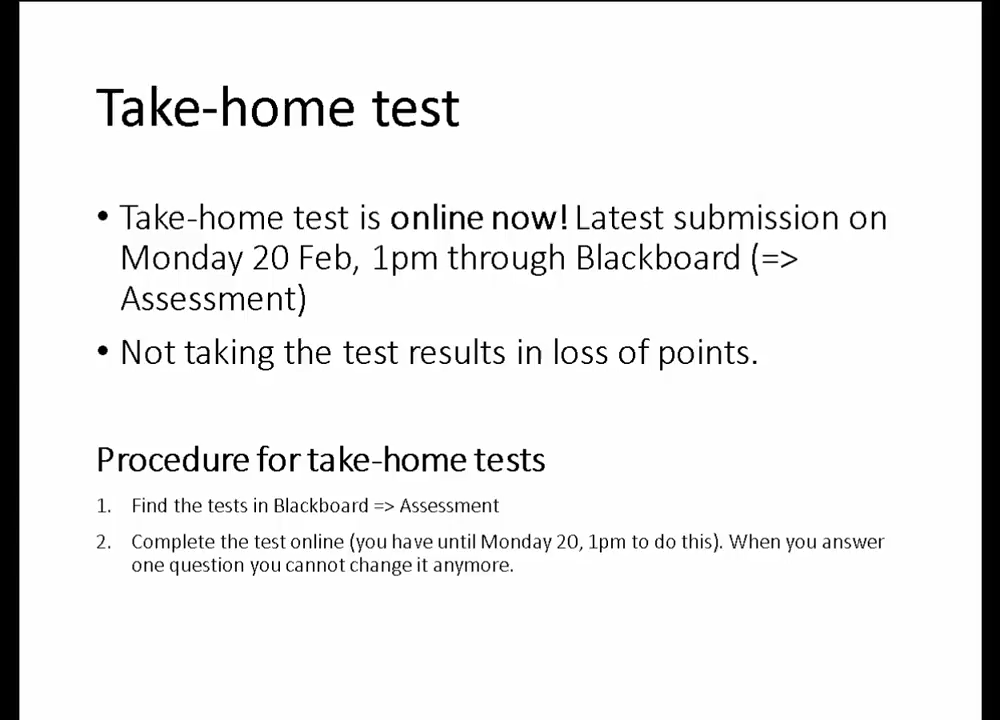 Take-home test
• Take-home test is online now! Latest submission on
Monday 20 Feb, 1pm through Blackboard (=>
Assessment)
• Not taking the test results in loss of points.
Procedure for take-home tests
1. Find the tests in Blackboard => Assessment
2. Complete the test online (you have until Monday 20, 1pm to do this). When you answer
one question you cannot change it anymore.